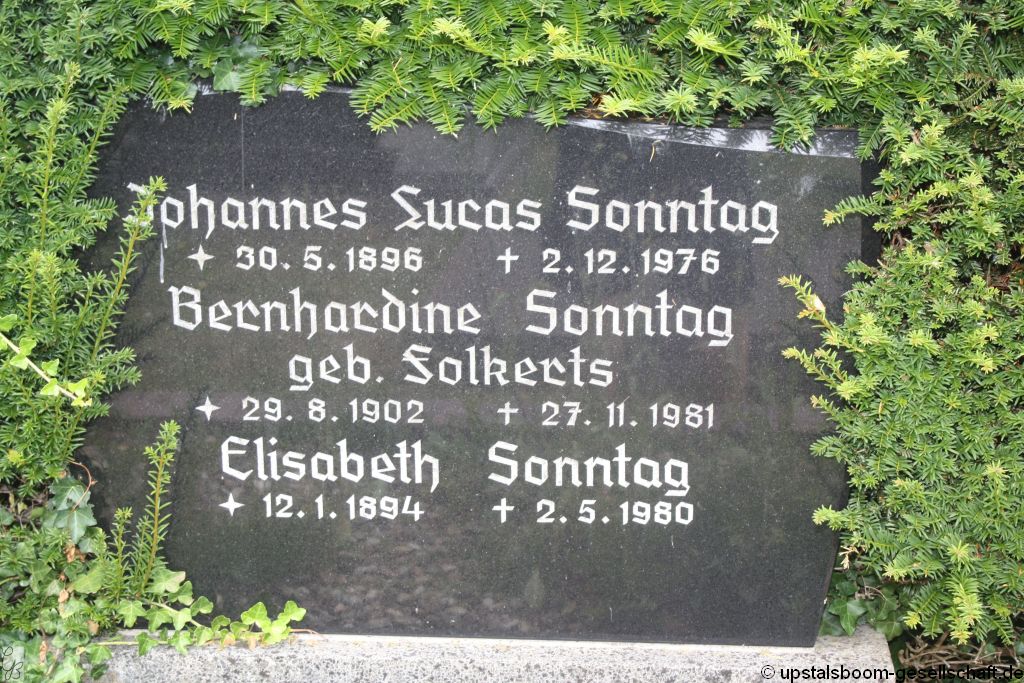 Johannes Lucas Sonntag
✦ 30. 5. 1896 † 2. 12. 1976
Bernhardine Sonntag
geb. Folkerts
✦ 29. 8. 1902 † 27. 11. 1981
Elisabeth Sonntag
✦ 12. 1. 1894 † 2. 5. 1980
© upstalsboom-gesellschaft.de